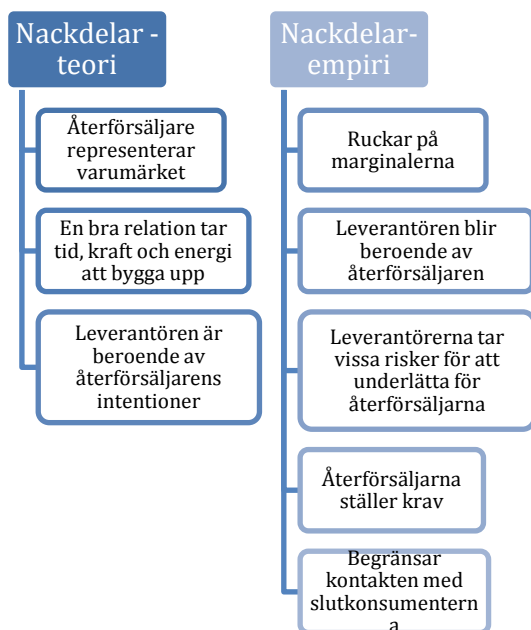 Nackdelar -
teori
Återförsäljare
representerar
varumärket
En bra relation tar
tid, kraft och energi
att bygga upp
Leverantören är
beroende av
återförsäljarens
intentioner
Nackdelar-
empiri
Ruckar på
marginalerna
Leverantören blir
beroende av
återförsäljaren
Leverantörerna tar
vissa risker för att
underlätta för
återförsäljarna
Återförsäljarna
ställer krav
Begränsar
kontakten med
slutkonsumentern
a